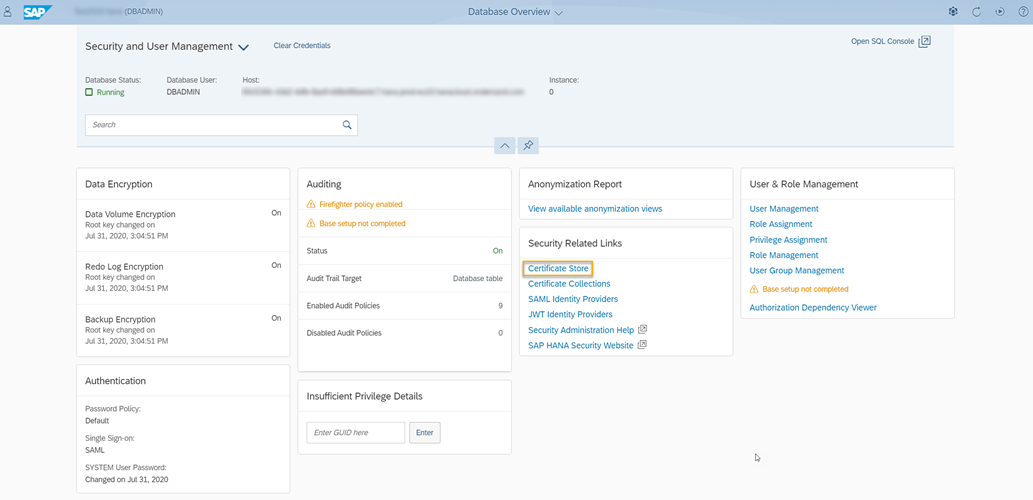 SAP
(DBADMIN)
Database Overview
Security and User Management
Clear Credentials
Open SQL Console
Database Status:
Running
Database User:
DBADMIN
Host:
Instance:
0
Search
Data Encryption
Data Volume Encryption
On
Root key changed on
Jul 31, 2020, 3:04:51 PM
Redo Log Encryption
On
Root key changed on
Jul 31, 2020, 3:04:51 PM
Backup Encryption
On
Root key changed on
Jul 31, 2020, 3:04:51 PM
Authentication
Password Policy:
Default
Single Sign-on:
SAML
SYSTEM User Password:
Changed on Jul 31, 2020
Auditing
Firefighter policy enabled
Base setup not completed
Status
On
Audit Trail Target
Database table
Enabled Audit Policies
9
Disabled Audit Policies
0
Insufficient Privilege Details
Enter GUID here
Enter
Anonymization Report
View available anonymization views
Security Related Links
Certificate Store
Certificate Collections
SAML Identity Providers
JWT Identity Providers
Security Administration Help
SAP HANA Security Website
User & Role Management
User Management
Role Assignment
Privilege Assignment
Role Management
User Group Management
Base setup not completed
Authorization Dependency Viewer